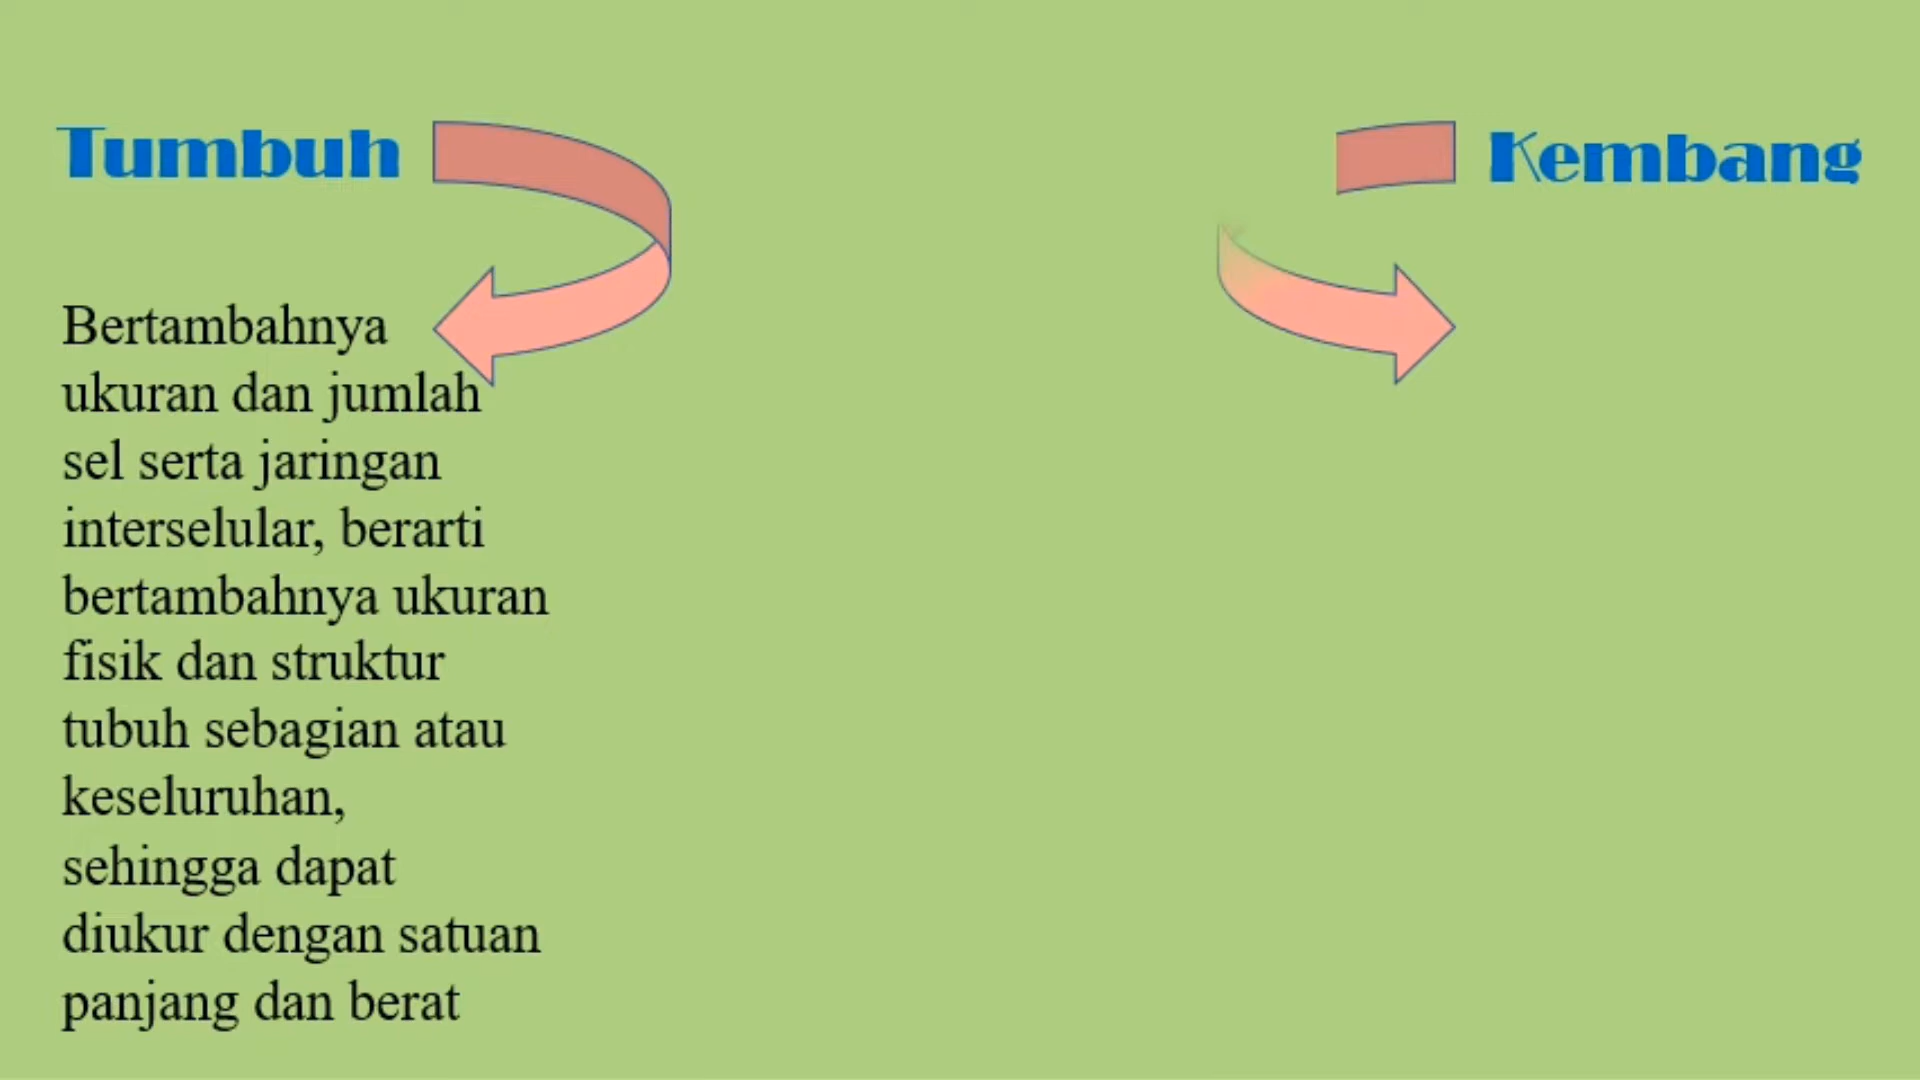 Tumbuh
Kembang
Bertambahnya
ukuran dan jumlah
sel serta jaringan
interselular, berarti
bertambahnya ukuran
fisik dan struktur
tubuh sebagian atau
keseluruhan,
sehingga dapat
diukur dengan satuan
panjang dan berat